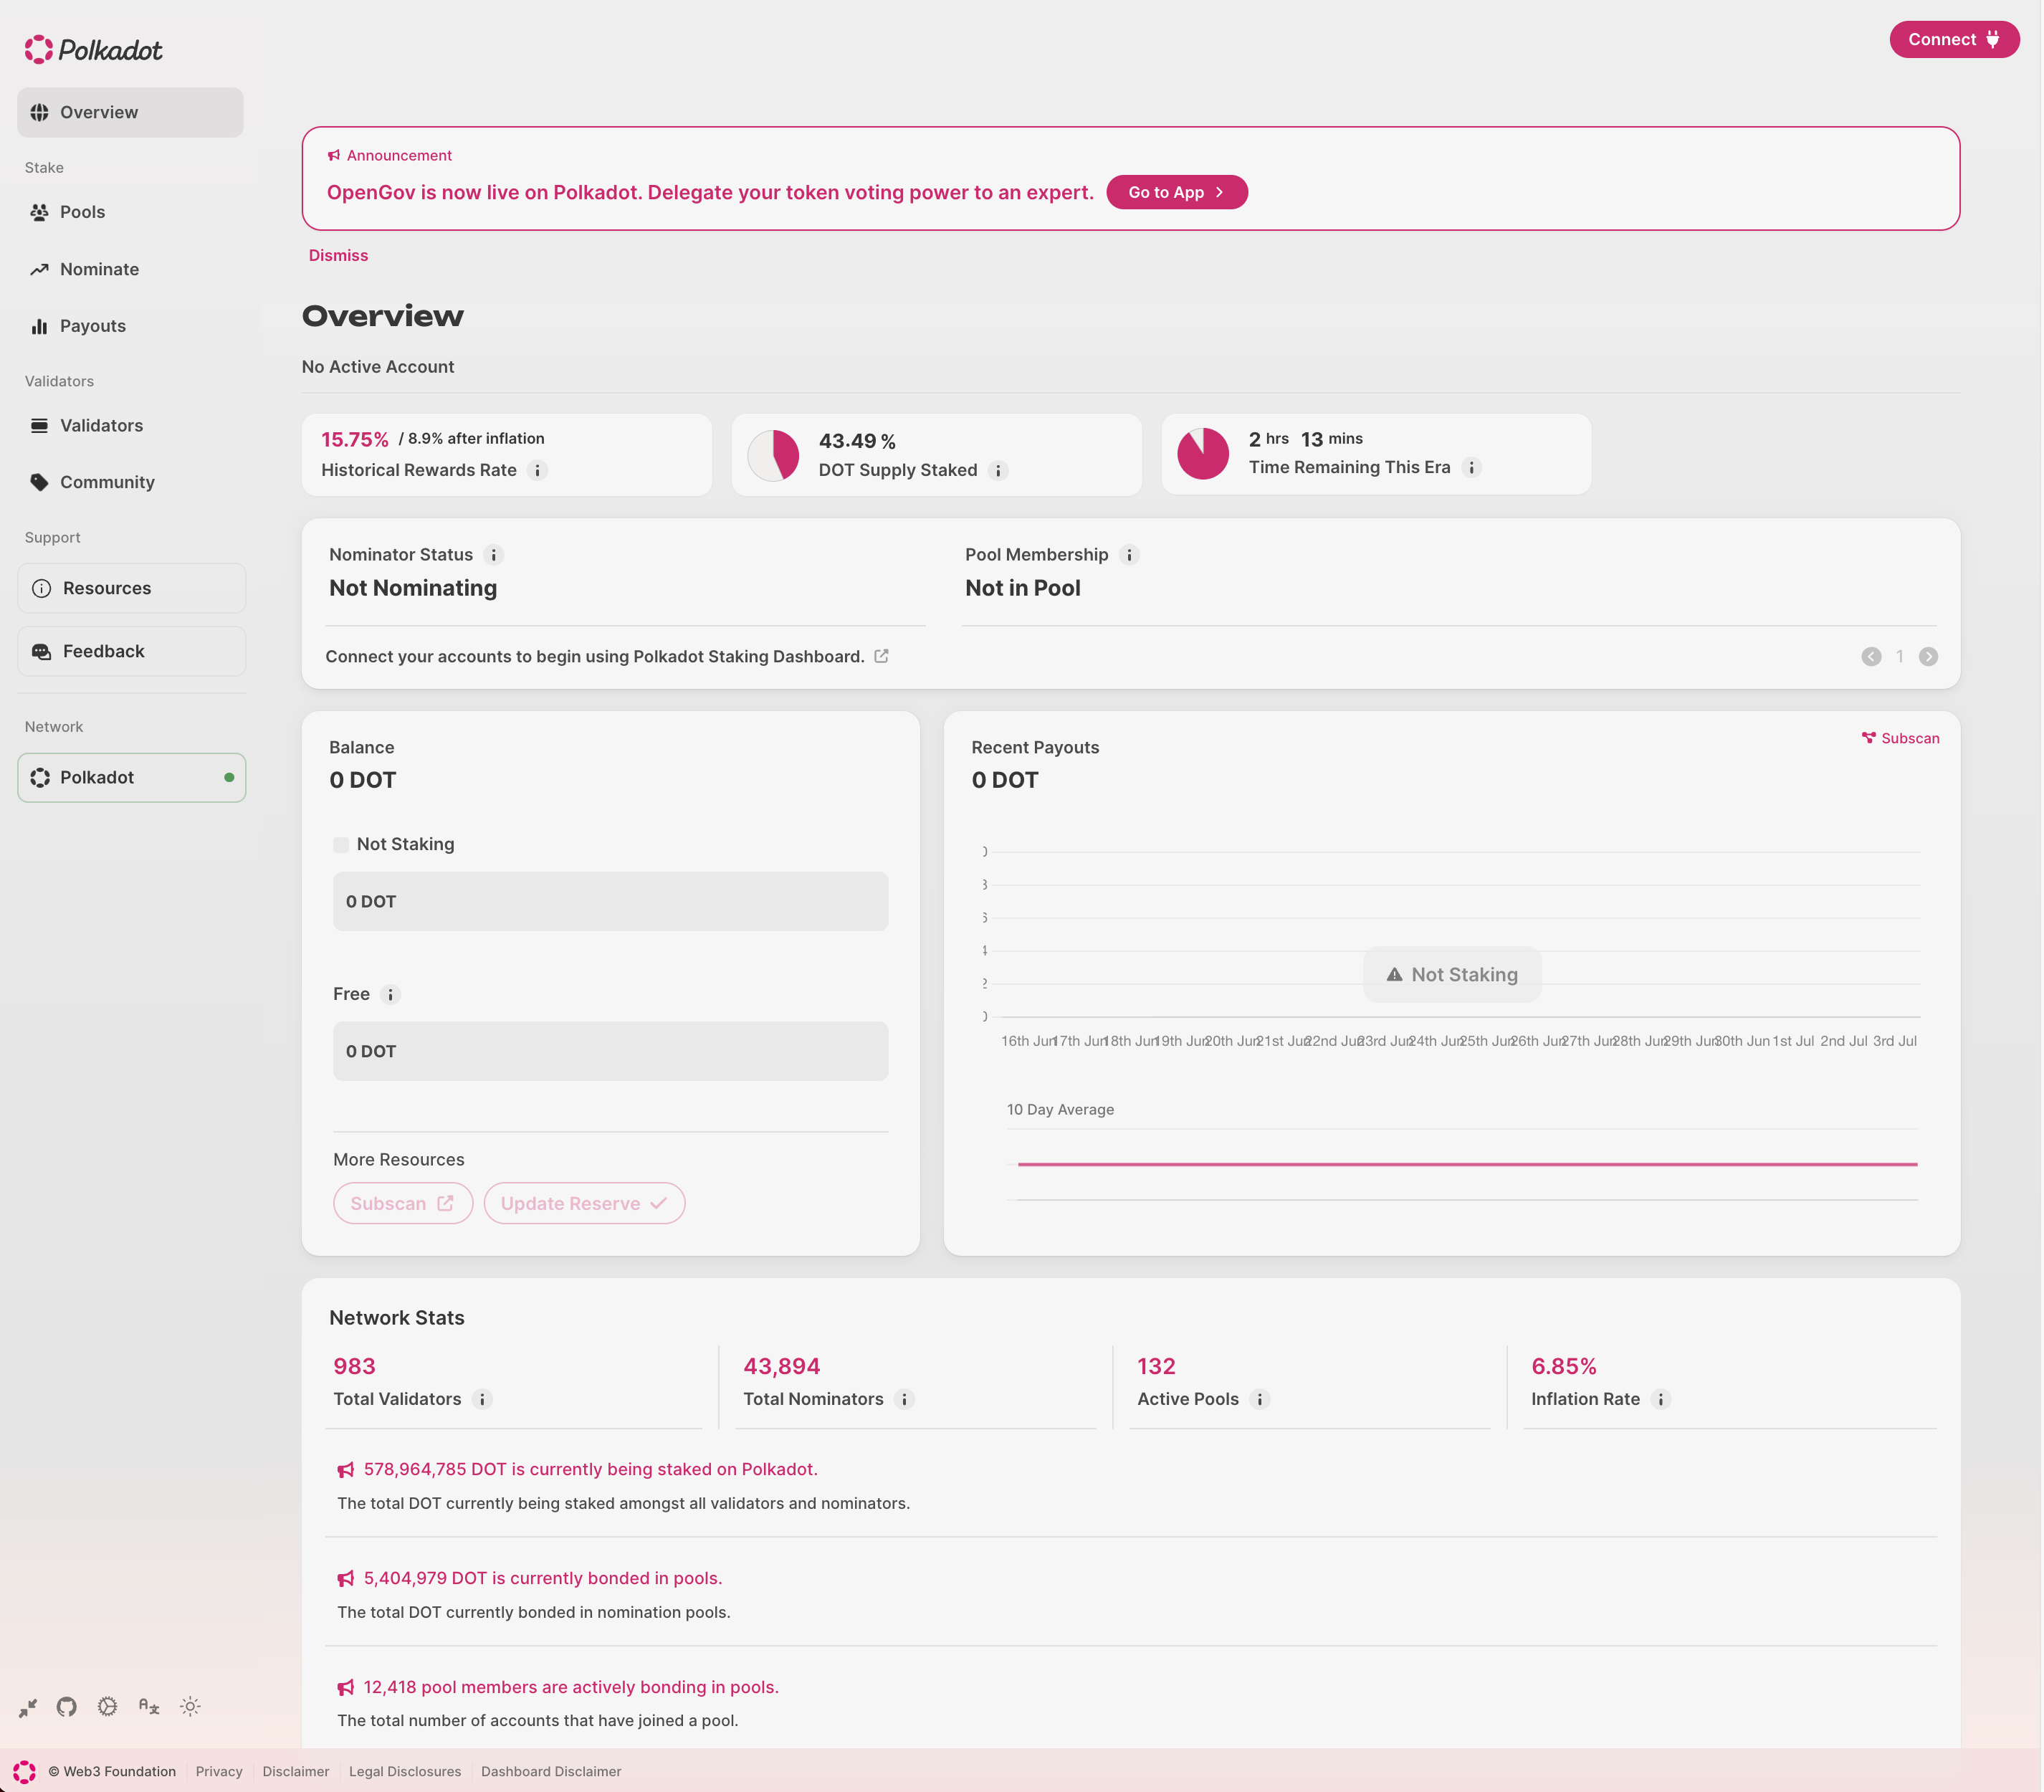 Polkadot
Connect
Overview
Stake
Pools
Nominate
Payouts
Validators
Validators
Community
Support
Resources
Feedback
Network
Polkadot
Announcement
OpenGov is now live on Polkadot. Delegate your token voting power to an expert.
Go to App
Dismiss
Overview
No Active Account
15.75% / 8.9% after inflation
Historical Rewards Rate
43.49 %
DOT Supply Staked
2 hrs 13 mins
Time Remaining This Era
Nominator Status
Not Nominating
Pool Membership
Not in Pool
Connect your accounts to begin using Polkadot Staking Dashboard.
1
Balance
0 DOT
Not Staking
0 DOT
Free
0 DOT
More Resources
Subscan
Update Reserve
Recent Payouts
0 DOT
Subscan
0
8
6
4
2
0
Not Staking
16th Jun 17th Jun 18th Jun 19th Jun 20th Jun 21st Jun 22nd Jun 23rd Jun 24th Jun 25th Jun 26th Jun 27th Jun 28th Jun 29th Jun 30th Jun 1st Jul 2nd Jul 3rd Jul
10 Day Average
Network Stats
983
Total Validators
43,894
Total Nominators
132
Active Pools
6.85%
Inflation Rate
578,964,785 DOT is currently being staked on Polkadot.
The total DOT currently being staked amongst all validators and nominators.
5,404,979 DOT is currently bonded in pools.
The total DOT currently bonded in nomination pools.
12,418 pool members are actively bonding in pools.
The total number of accounts that have joined a pool.
© Web3 Foundation Privacy Disclaimer Legal Disclosures Dashboard Disclaimer